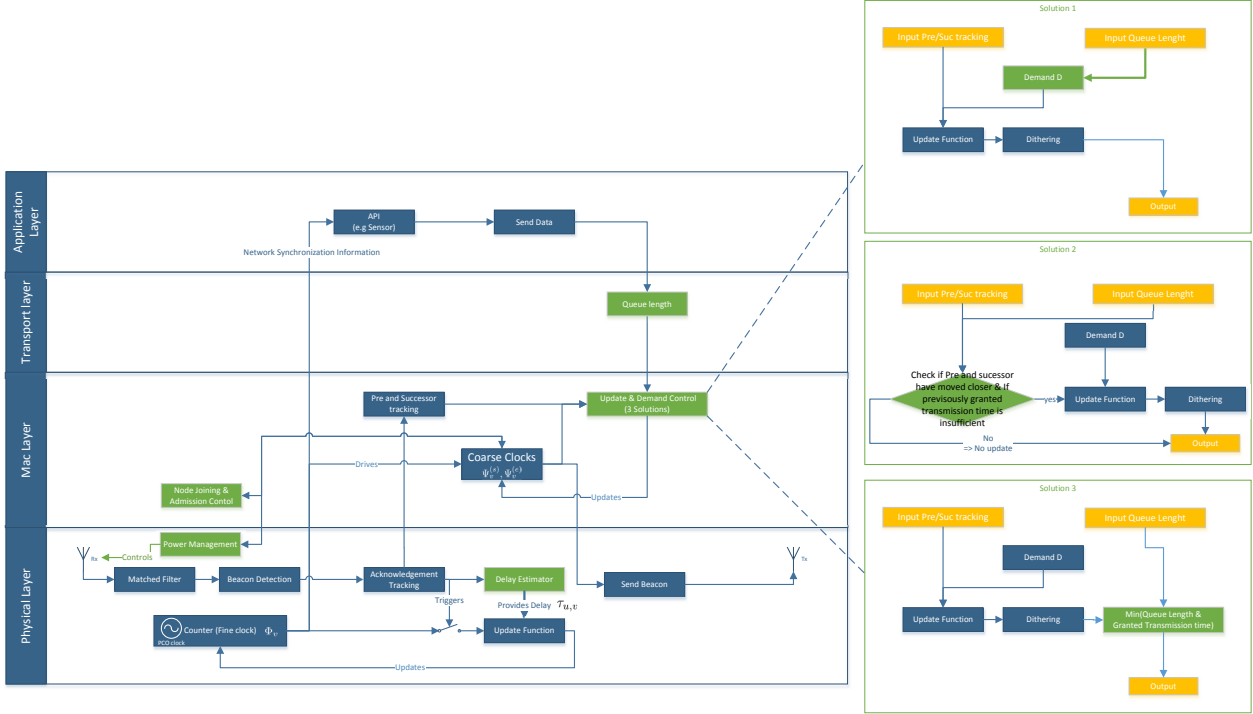 Solution 1
Input Pre/Suc tracking
Input Queue Lenght
Demand D
Update Function
Dithering
Output
Application
Layer
API
(e.g Sensor)
Send Data
Network Synchronization Information
Transport layer
Queue length
Solution 2
Input Pre/Suc tracking
Input Queue Lenght
Demand D
Check if Pre and sucessor
have moved closer & If
previsously granted
transmission time is
insufficient
yes
Update Function
Dithering
No
=> No update
Output
Mac Layer
Pre and Successor
tracking
Update & Demand Control
(3 Solutions)
Coarse Clocks
Ψ_v^(s), Ψ_v^(e)
Drives
Updates
Node Joining &
Admission Contol
Solution 3
Input Pre/Suc tracking
Input Queue Lenght
Demand D
Update Function
Dithering
Min(Queue Length &
Granted Transmission time)
Output
Physical Layer
Power Management
Controls
Rx
Tx
Matched Filter
Beacon Detection
Acknowledgement
Tracking
Delay Estimator
Send Beacon
Triggers
Provides Delay τ_u,v
Counter (Fine clock) Φ_v
PCO clock
Update Function
Updates